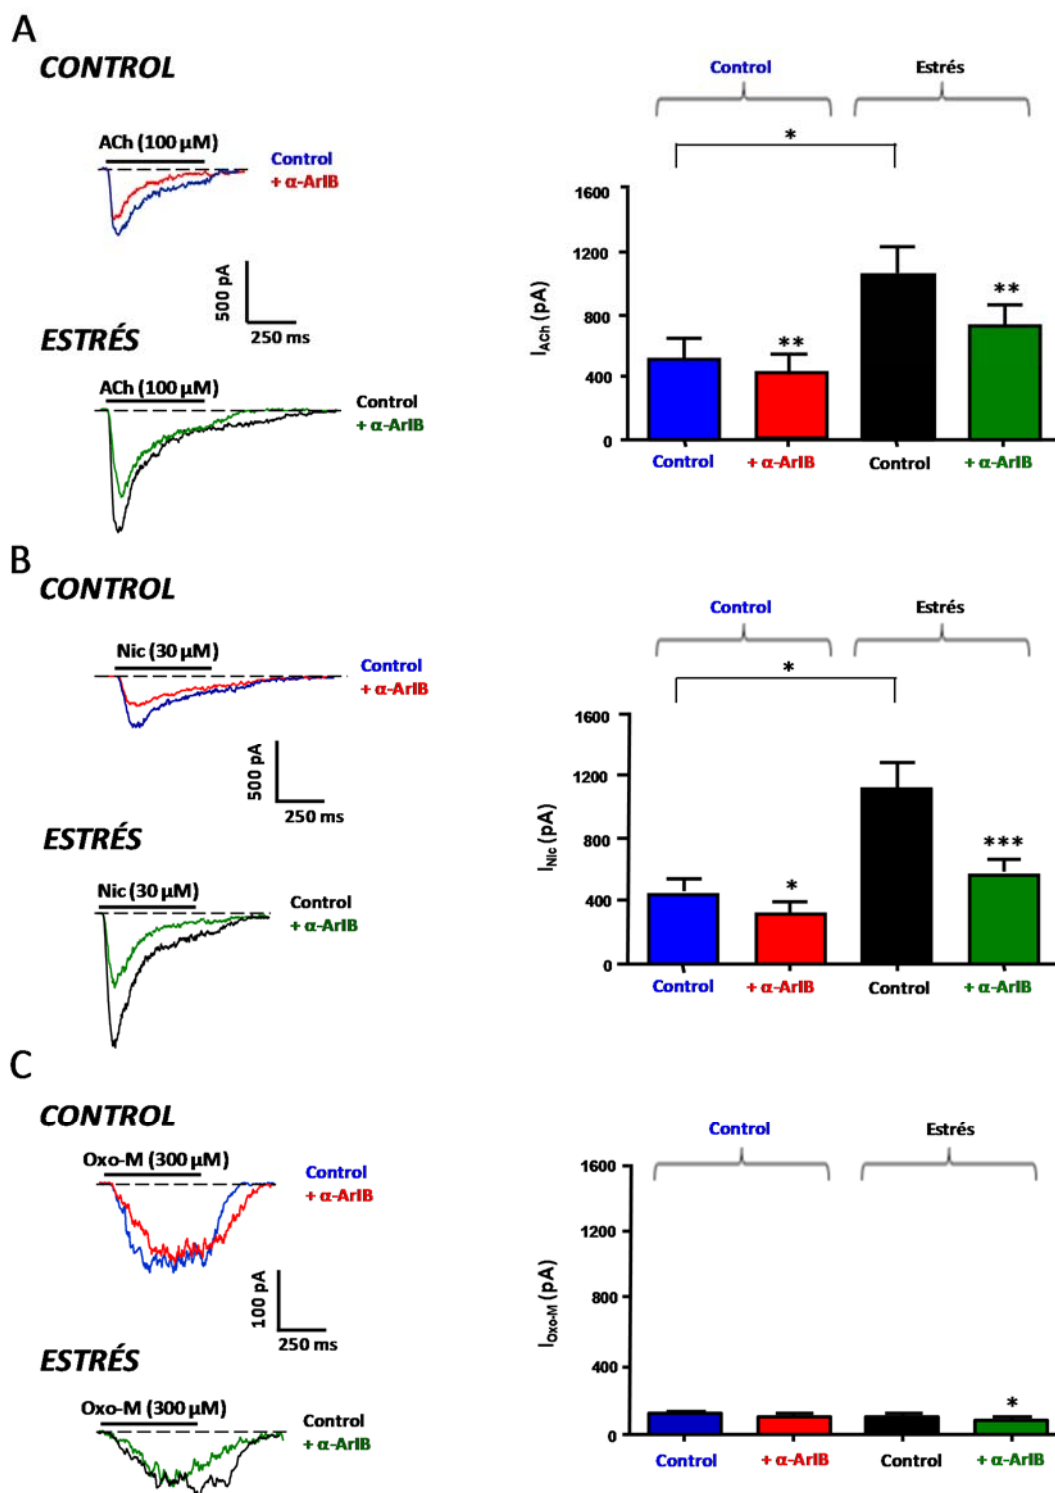 A
CONTROL
ACh (100 µM)
Control
+ α-ArIB
500 pA
250 ms
ESTRÉS
ACh (100 µM)
Control
+ α-ArIB
Control
Estrés
*
1600
1200
800
400
0
IACh (pA)
**
**
Control
+ α-ArIB
Control
+ α-ArIB
B
CONTROL
Nic (30 µM)
Control
+ α-ArIB
500 pA
250 ms
ESTRÉS
Nic (30 µM)
Control
+ α-ArIB
Control
Estrés
*
1600
1200
800
400
0
INic (pA)
*
***
Control
+ α-ArIB
Control
+ α-ArIB
C
CONTROL
Oxo-M (300 µM)
Control
+ α-ArIB
100 pA
250 ms
ESTRÉS
Oxo-M (300 µM)
Control
+ α-ArIB
Control
Estrés
1600
1200
800
400
0
IOxo-M (pA)
*
Control
+ α-ArIB
Control
+ α-ArIB